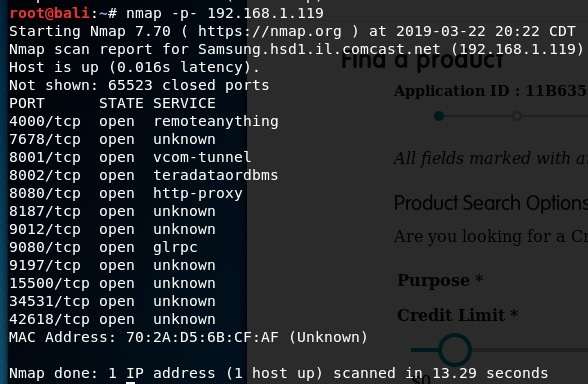 root@bali:~# nmap -p- 192.168.1.119
Starting Nmap 7.70 ( https://nmap.org ) at 2019-03-22 20:22 CDT
Nmap scan report for Samsung.hsd1.il.comcast.net (192.168.1.119)
Host is up (0.016s latency).
Not shown: 65523 closed ports
PORT STATE SERVICE
4000/tcp open remoteanything
7678/tcp open unknown
8001/tcp open vcom-tunnel
8002/tcp open teradataordbms
8080/tcp open http-proxy
8187/tcp open unknown
9012/tcp open unknown
9080/tcp open glrpc
9197/tcp open unknown
15500/tcp open unknown
34531/tcp open unknown
42618/tcp open unknown
MAC Address: 70:2A:D5:6B:CF:AF (Unknown)
Nmap done: 1 IP address (1 host up) scanned in 13.29 seconds
Find a product
Application ID : 11B635
All fields marked with a
Product Search Options
Are you looking for a Cr
Purpose *
Credit Limit *
$0